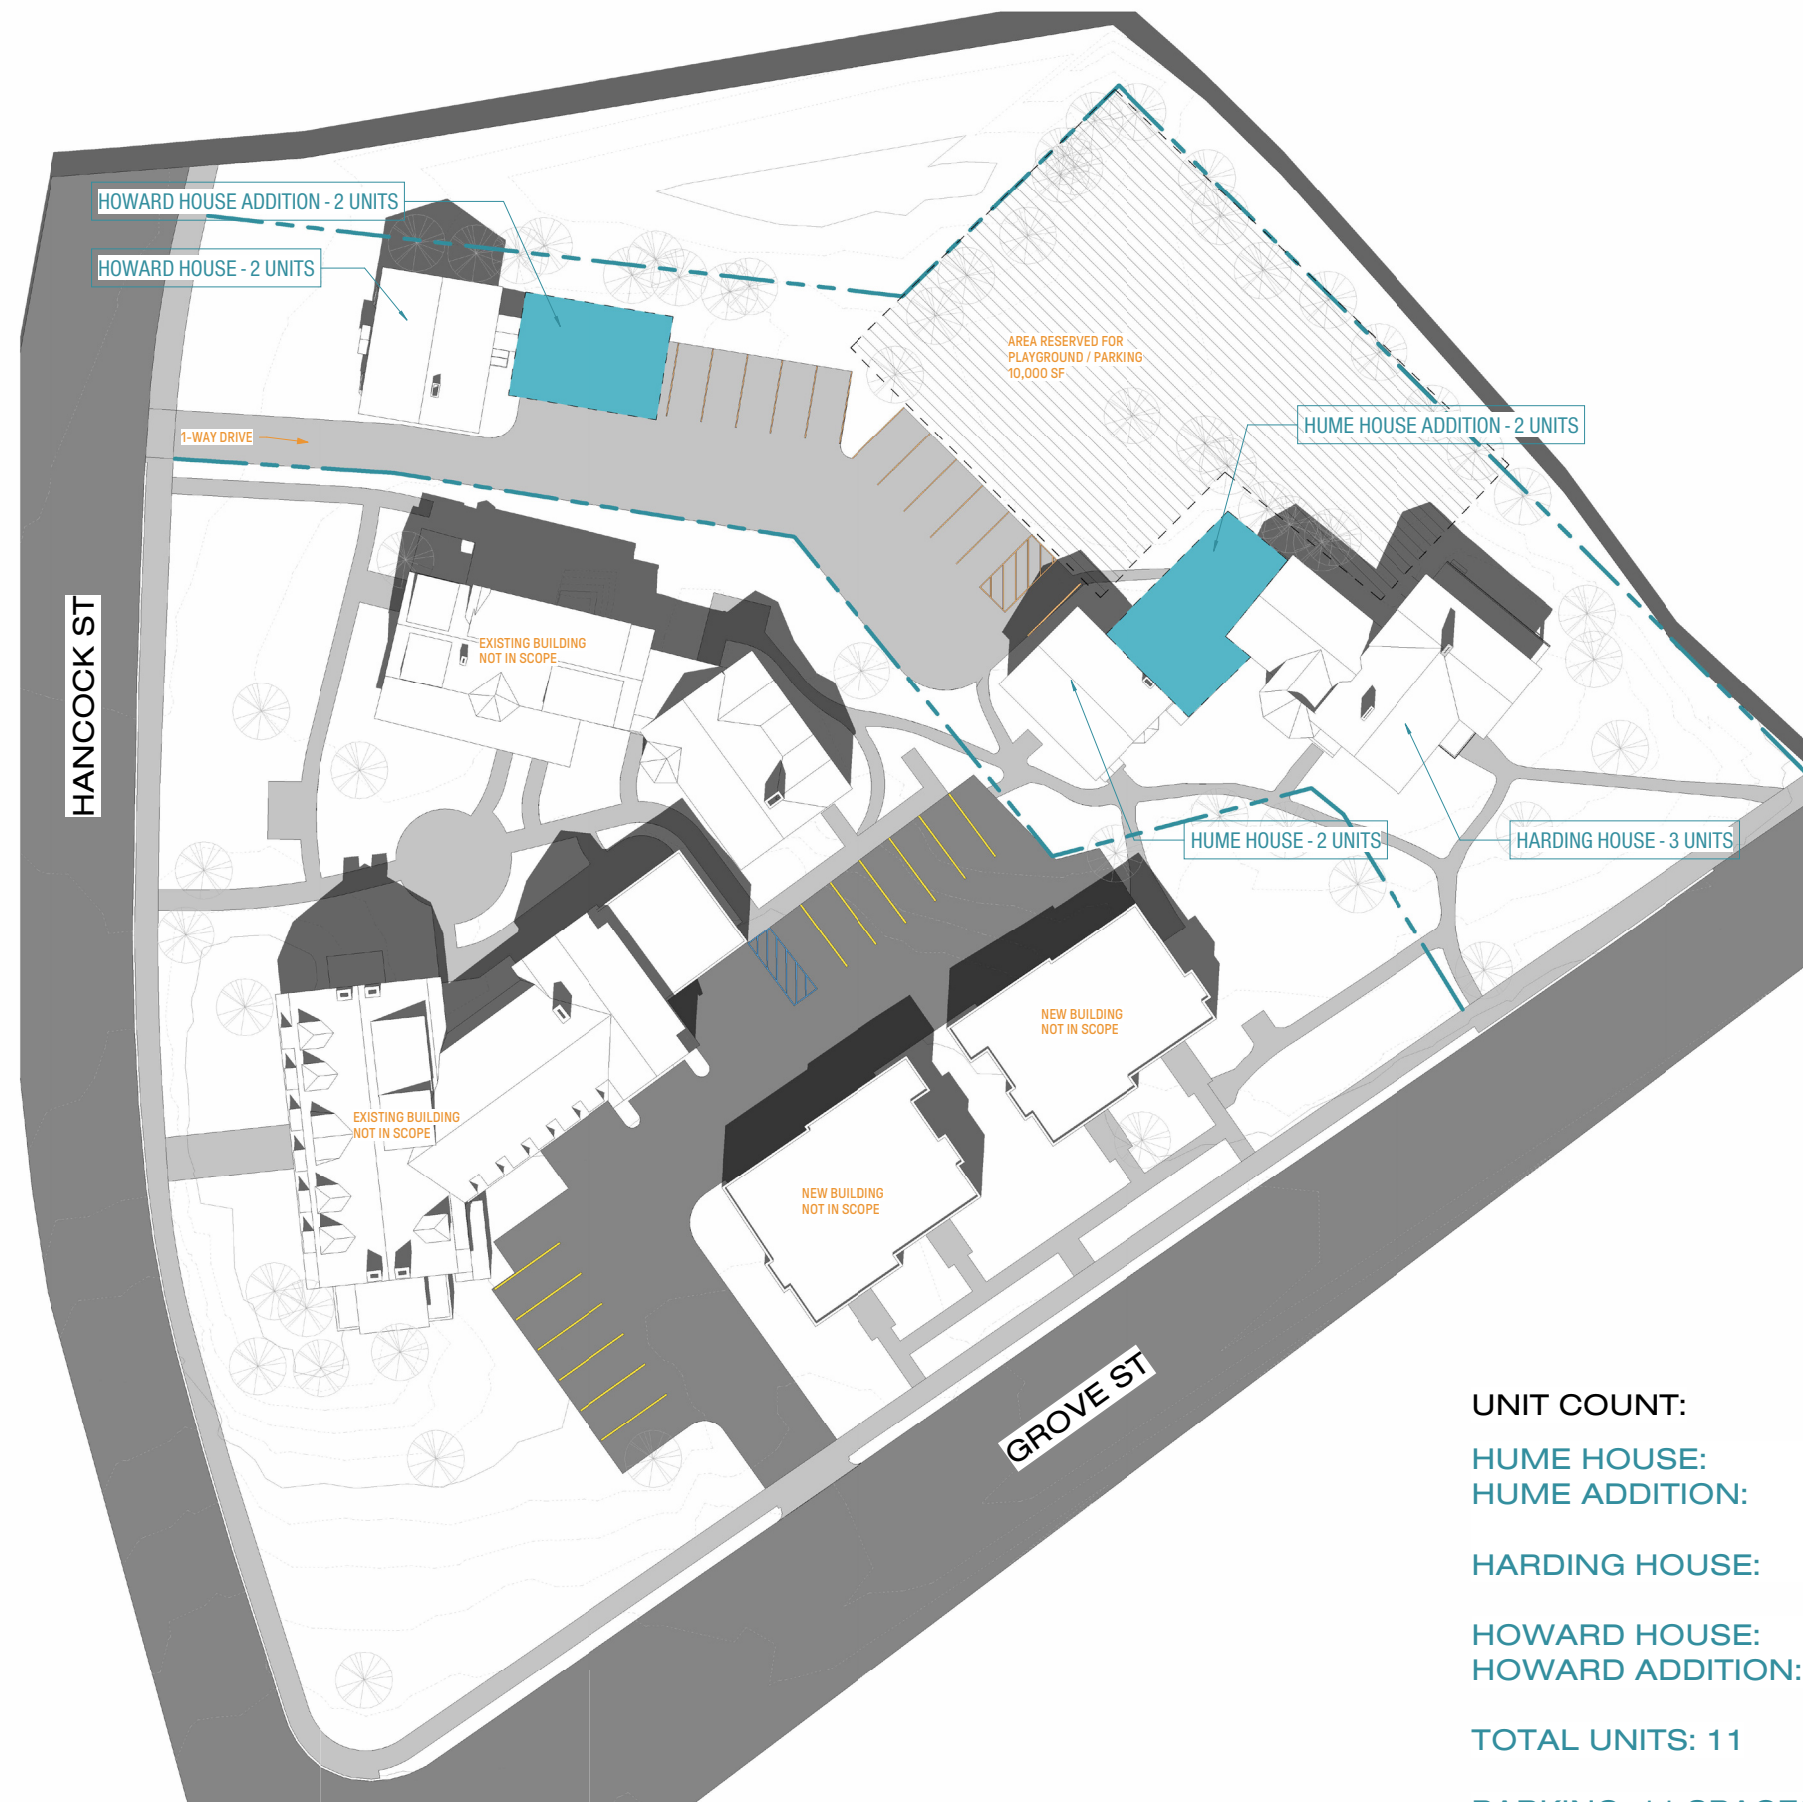 HOWARD HOUSE ADDITION - 2 UNITS
HOWARD HOUSE - 2 UNITS
1-WAY DRIVE
AREA RESERVED FOR
PLAYGROUND / PARKING
10,000 SF
HUME HOUSE ADDITION - 2 UNITS
HANCOCK ST
EXISTING BUILDING
NOT IN SCOPE
HUME HOUSE - 2 UNITS
HARDING HOUSE - 3 UNITS
NEW BUILDING
NOT IN SCOPE
EXISTING BUILDING
NOT IN SCOPE
NEW BUILDING
NOT IN SCOPE
GROVE ST
UNIT COUNT:
HUME HOUSE:
HUME ADDITION:
HARDING HOUSE:
HOWARD HOUSE:
HOWARD ADDITION:
TOTAL UNITS: 11